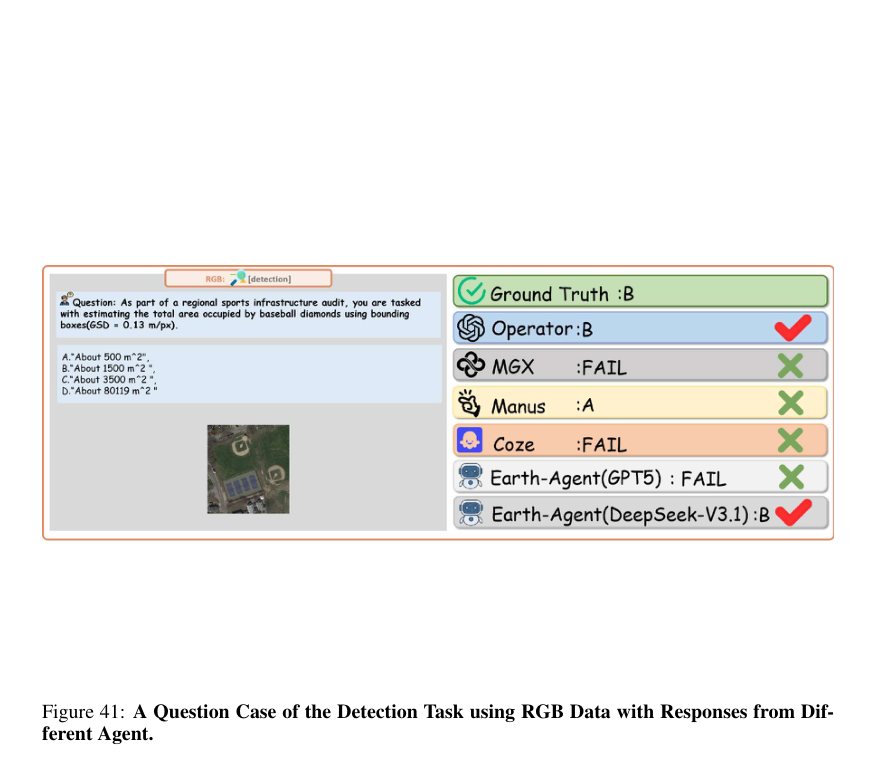 RGB: [detection]
Question: As part of a regional sports infrastructure audit, you are tasked
with estimating the total area occupied by baseball diamonds using bounding
boxes(GSD = 0.13 m/px).
A."About 500 m^2",
B."About 1500 m^2 ",
C."About 3500 m^2 ",
D."About 80119 m^2 "
Ground Truth :B
Operator:B
MGX :FAIL
Manus :A
Coze :FAIL
Earth-Agent(GPT5) : FAIL
Earth-Agent(DeepSeek-V3.1) :B
Figure 41: A Question Case of the Detection Task using RGB Data with Responses from Dif-
ferent Agent.